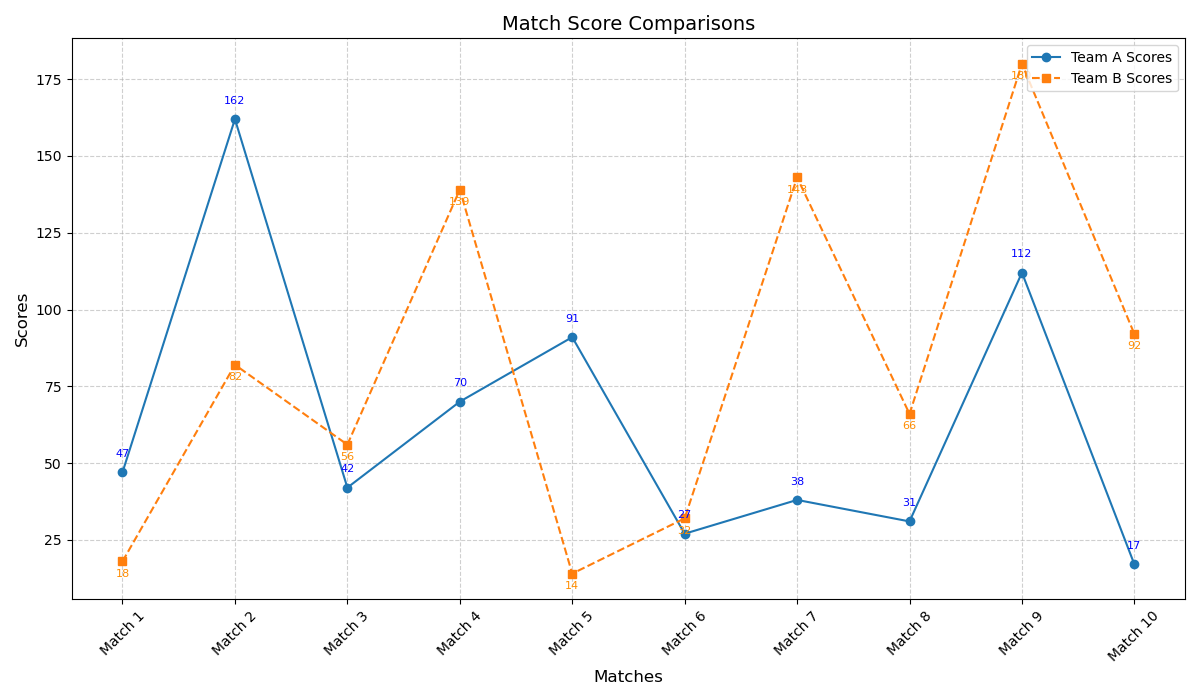 Match Score Comparisons
Team A Scores
Team B Scores
175
150
125
100
75
50
25
Scores
47
162
42
70
91
27
38
31
112
17
18
82
56
139
14
32
143
66
180
92
Match 1
Match 2
Match 3
Match 4
Match 5
Match 6
Match 7
Match 8
Match 9
Match 10
Matches